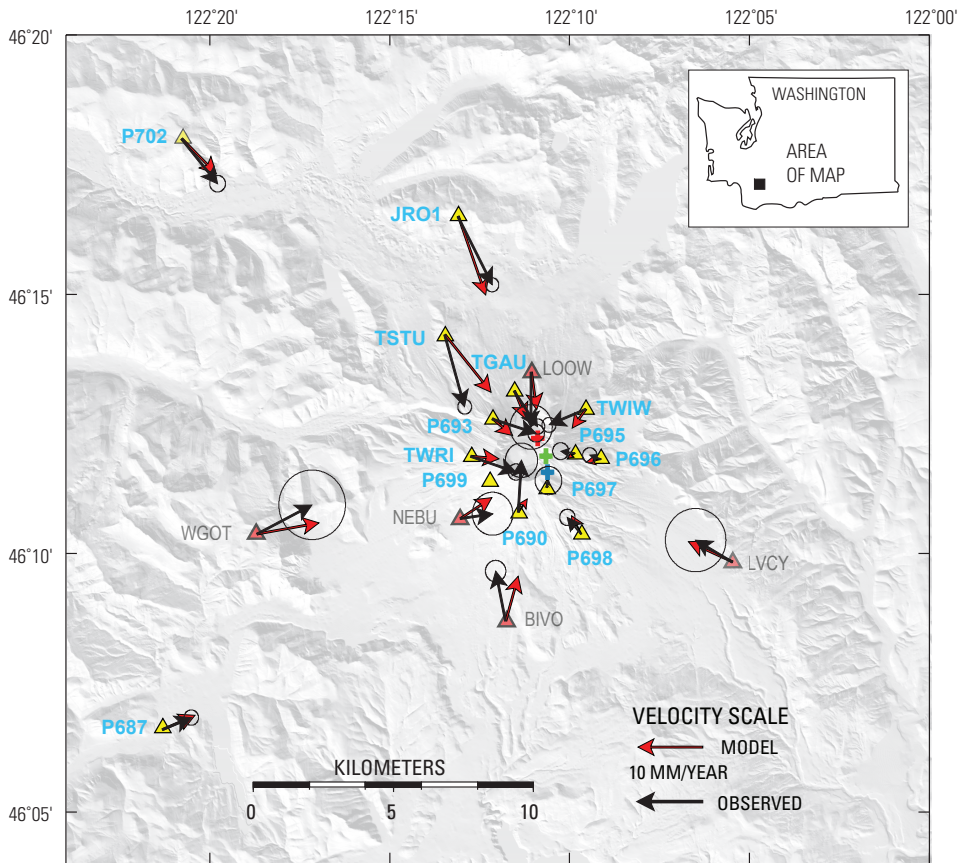 122°20' 122°15' 122°10' 122°05' 122°00'
46°20'
WASHINGTON
AREA
OF MAP
P702
JRO1
46°15'
TSTU
TGAU
LOOW
TWIW
P693
P695
TWRI
P696
P699
P697
WGOT
NEBU
P690
46°10'
P698
LVCY
BIVO
P687
VELOCITY SCALE
MODEL
10 MM/YEAR
OBSERVED
KILOMETERS
0 5 10
46°05'